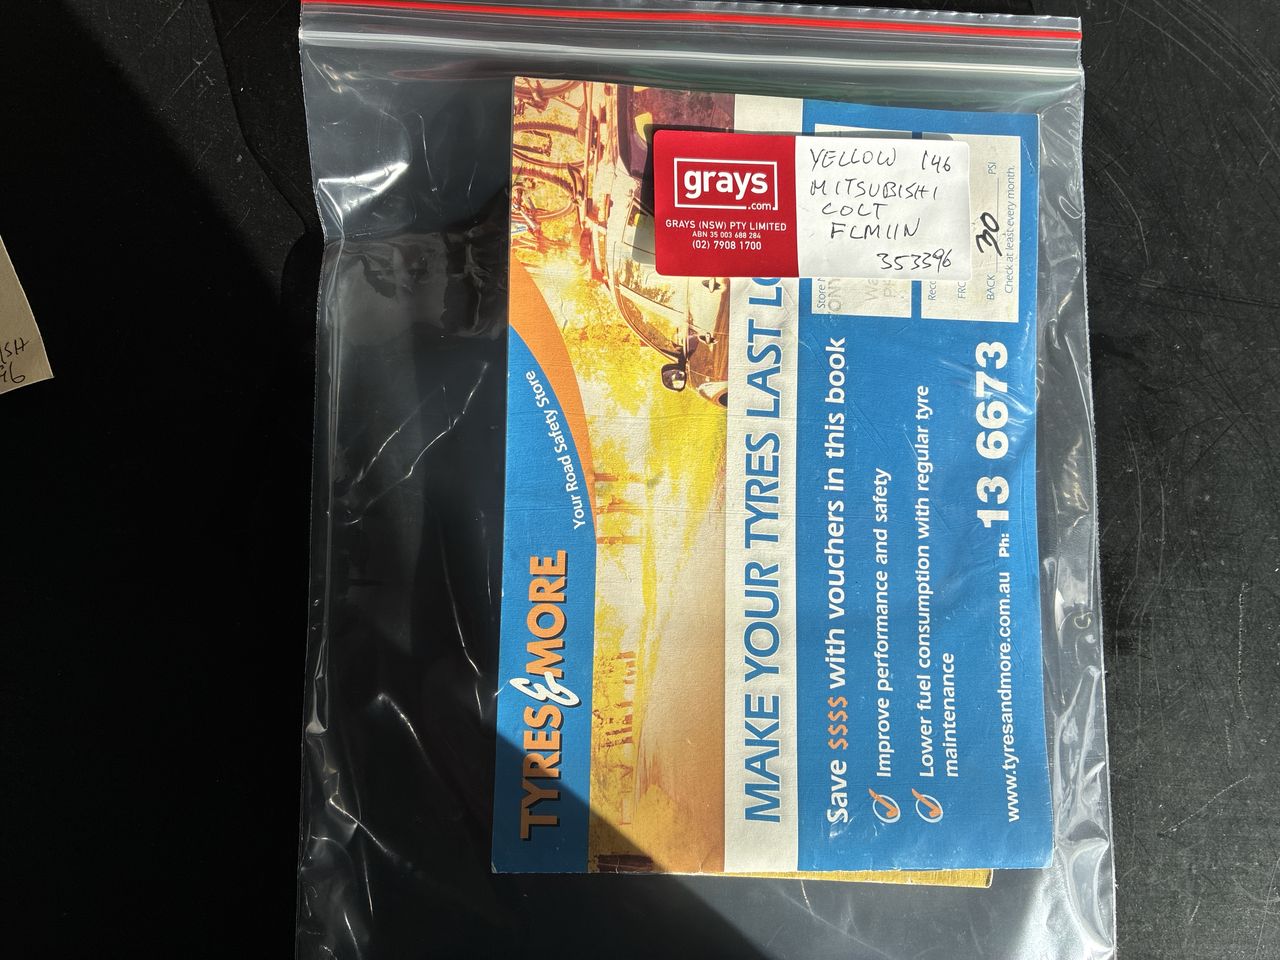 grays
.com
GRAYS (NSW) PTY LIMITED
ABN 35 003 688 284
(02) 7908 1700
YELLOW 146
MITSUBISHI
COLT
353396
TYRES&MORE
Your Road Safety Store
MAKE YOUR TYRES LAST LO
Save $$$$ with vouchers in this book
Improve performance and safety
Lower fuel consumption with regular tyre
maintenance
www.tyresandmore.com.au Ph: 13 6673
Store
BACK 30 PSI
Check at least every month